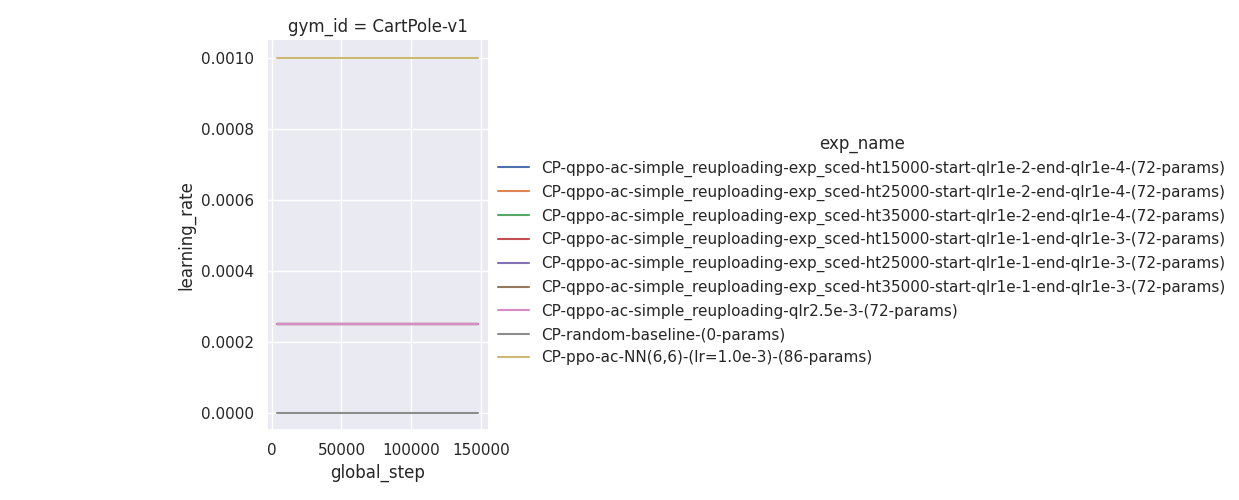 gym_id = CartPole-v1
0.0010
0.0008
0.0006
0.0004
0.0002
0.0000
learning_rate
0 50000 100000 150000
global_step
exp_name
CP-qppo-ac-simple_reuploading-exp_sced-ht15000-start-qlr1e-2-end-qlr1e-4-(72-params)
CP-qppo-ac-simple_reuploading-exp_sced-ht25000-start-qlr1e-2-end-qlr1e-4-(72-params)
CP-qppo-ac-simple_reuploading-exp_sced-ht35000-start-qlr1e-2-end-qlr1e-4-(72-params)
CP-qppo-ac-simple_reuploading-exp_sced-ht15000-start-qlr1e-1-end-qlr1e-3-(72-params)
CP-qppo-ac-simple_reuploading-exp_sced-ht25000-start-qlr1e-1-end-qlr1e-3-(72-params)
CP-qppo-ac-simple_reuploading-exp_sced-ht35000-start-qlr1e-1-end-qlr1e-3-(72-params)
CP-qppo-ac-simple_reuploading-qlr2.5e-3-(72-params)
CP-random-baseline-(0-params)
CP-ppo-ac-NN(6,6)-(lr=1.0e-3)-(86-params)